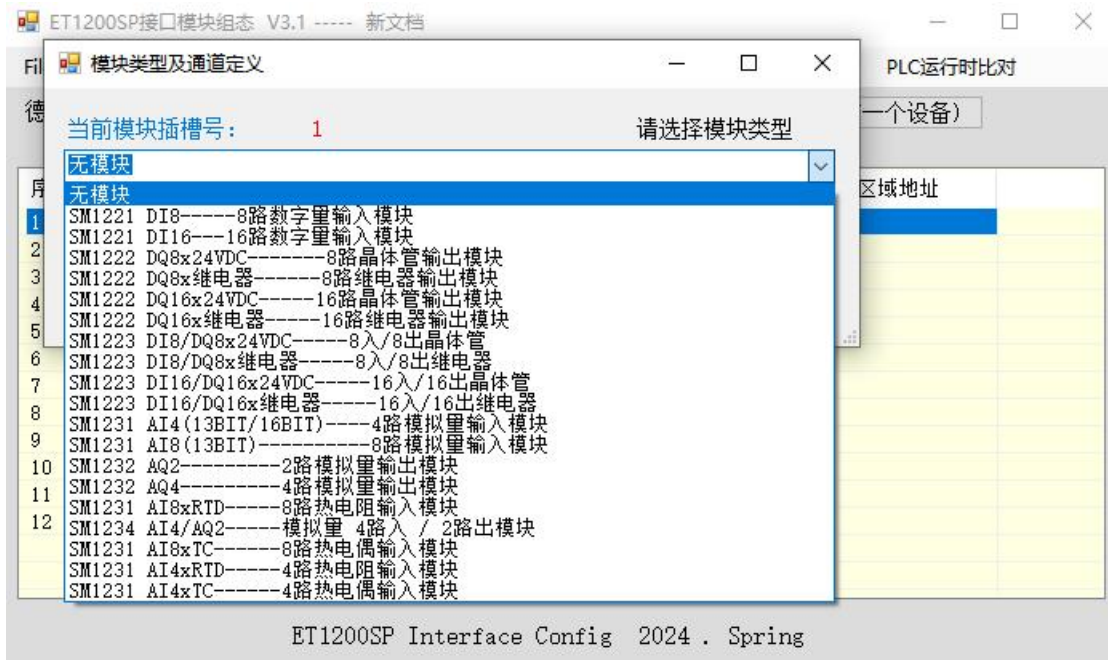 ET1200SP接口模块组态 V3.1 ----- 新文档
Fil
模块类型及通道定义
PLC运行时比对
德
当前模块插槽号： 1
请选择模块类型
一个设备）
无模块
序
区域地址
无模块
1
SM1221 DI8-----8路数字量输入模块
SM1221 DI16---16路数字量输入模块
2
SM1222 DQ8x24VDC-------8路晶体管输出模块
3
SM1222 DQ8x继电器------8路继电器输出模块
4
SM1222 DQ16x24VDC-----16路晶体管输出模块
SM1222 DQ16x继电器-----16路继电器输出模块
5
SM1223 DI8/DQ8x24VDC-----8入/8出晶体管
6
SM1223 DI8/DQ8x继电器-----8入/8出继电器
7
SM1223 DI16/DQ16x24VDC-----16入/16出晶体管
SM1223 DI16/DQ16x继电器-----16入/16出继电器
8
SM1231 AI4(13BIT/16BIT)----4路模拟量输入模块
9
SM1231 AI8(13BIT)----------8路模拟量输入模块
10
SM1232 AQ2---------2路模拟量输出模块
11
SM1232 AQ4---------4路模拟量输出模块
SM1231 AI8xRTD-----8路热电阻输入模块
12
SM1234 AI4/AQ2-----模拟量 4路入 / 2路出模块
SM1231 AI8xTC------8路热电偶输入模块
SM1231 AI4xRTD-----4路热电阻输入模块
SM1231 AI4xTC------4路热电偶输入模块
ET1200SP Interface Config 2024 . Spring